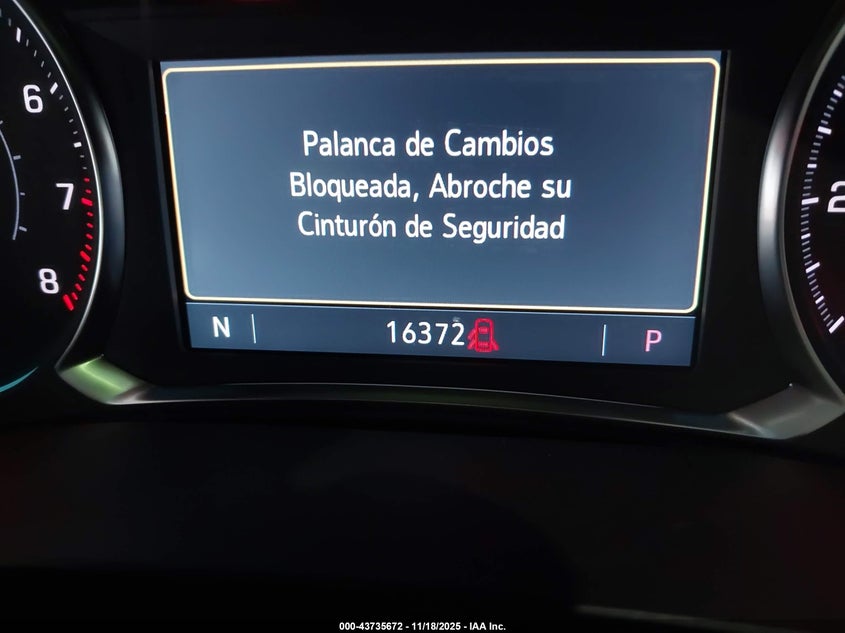 6
7
8
Palanca de Cambios
Bloqueada, Abroche su
Cinturón de Seguridad
N
16372
P
2
000-43735672 - 11/18/2025 - IAA Inc.